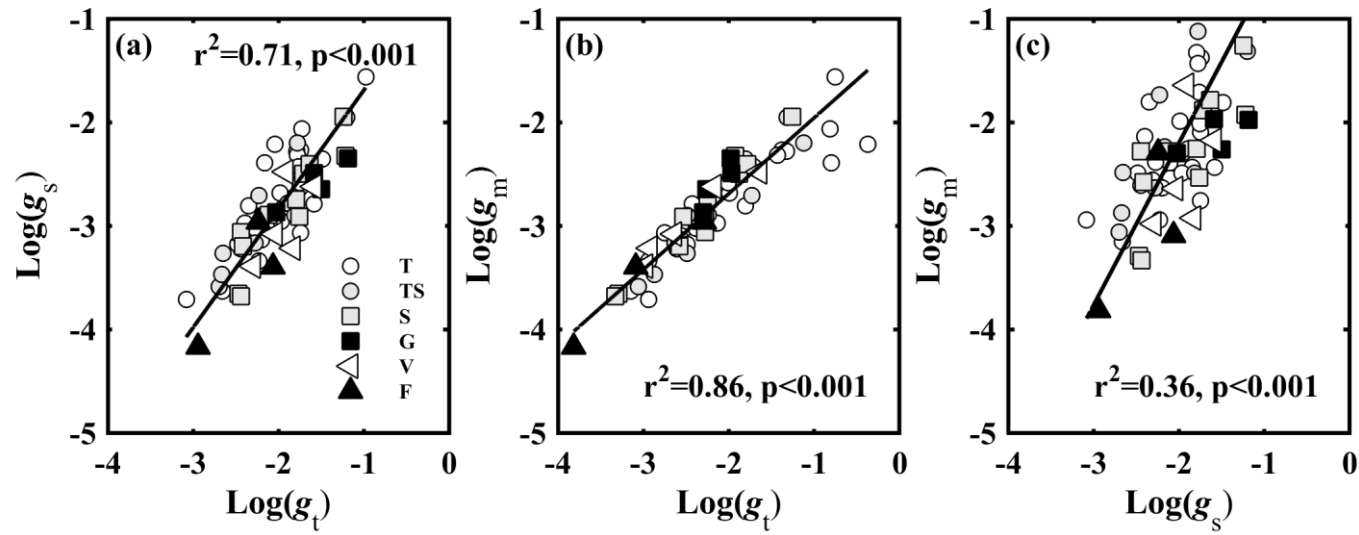 (a)
r²=0.71, p<0.001
-1
-2
-3
-4
-5
Log(gₛ)
T
TS
S
G
V
F
-4 -3 -2 -1 0
Log(gₜ)
(b)
r²=0.86, p<0.001
-1
-2
-3
-4
-5
Log(gₘ)
-4 -3 -2 -1 0
Log(gₜ)
(c)
r²=0.36, p<0.001
-1
-2
-3
-4
-5
Log(gₘ)
-4 -3 -2 -1 0
Log(gₛ)